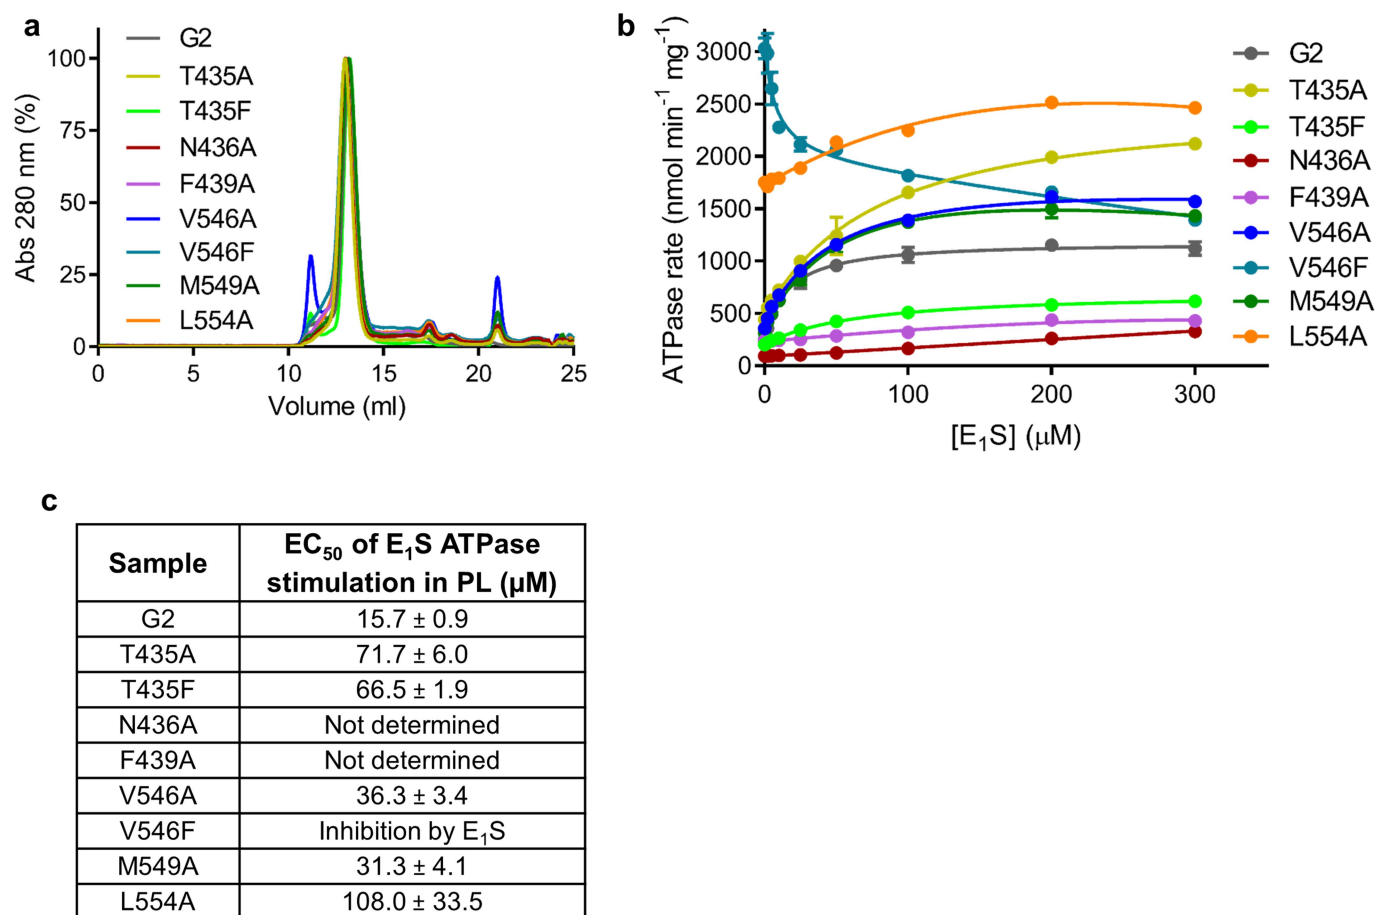 a
Abs 280 nm (%)
100
75
50
25
0
0 5 10 15 20 25
Volume (ml)
G2
T435A
T435F
N436A
F439A
V546A
V546F
M549A
L554A
b
ATPase rate (nmol min⁻¹ mg⁻¹)
3000
2500
2000
1500
1000
500
0
0 100 200 300
[E₁S] (μM)
G2
T435A
T435F
N436A
F439A
V546A
V546F
M549A
L554A
c
Sample EC₅₀ of E₁S ATPase
stimulation in PL (μM)
G2 15.7 ± 0.9
T435A 71.7 ± 6.0
T435F 66.5 ± 1.9
N436A Not determined
F439A Not determined
V546A 36.3 ± 3.4
V546F Inhibition by E₁S
M549A 31.3 ± 4.1
L554A 108.0 ± 33.5